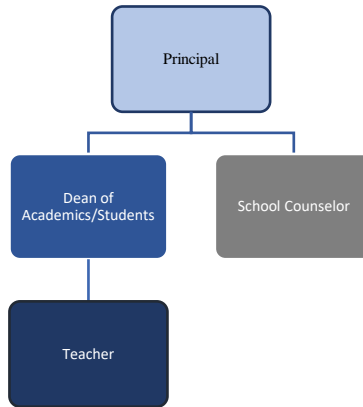 Principal
Dean of
Academics/Students
School Counselor
Teacher